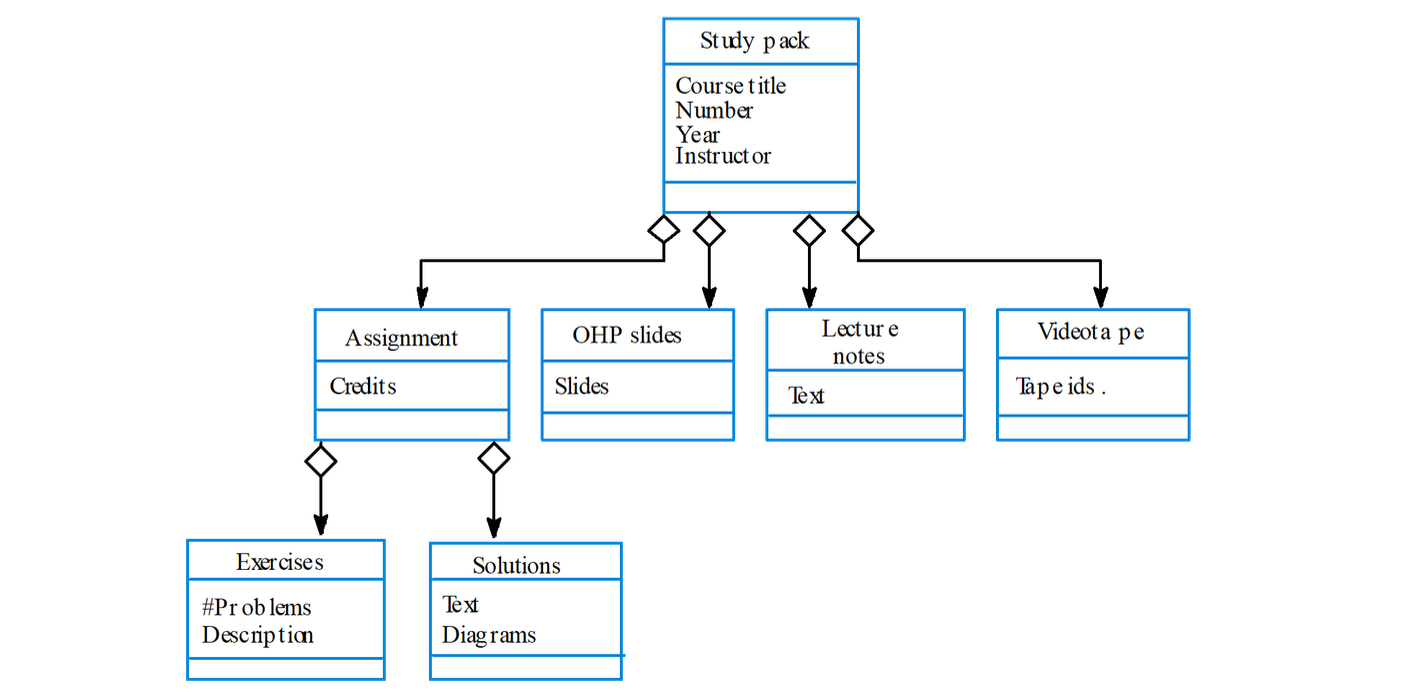 Study pack
Course title
Number
Year
Instructor
Assignment
Credits
OHP slides
Slides
Lecture
notes
Text
Videotape
Tape ids.
Exercises
#Problems
Description
Solutions
Text
Diagrams